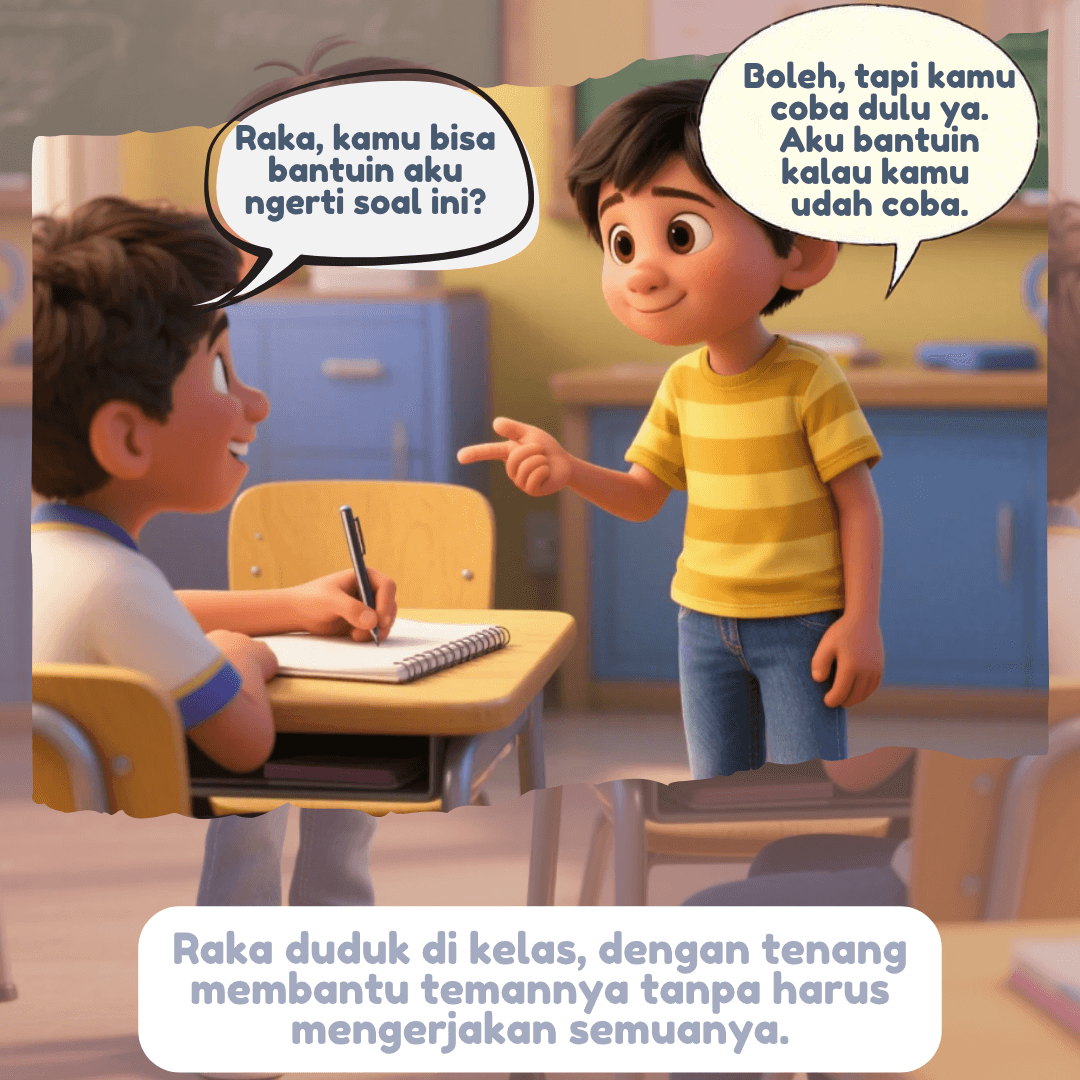 Raka, kamu bisa
bantuin aku
ngerti soal ini?
Boleh, tapi kamu
coba dulu ya.
Aku bantuin
kalau kamu
udah coba.
Raka duduk di kelas, dengan tenang
membantu temannya tanpa harus
mengerjakan semuanya.